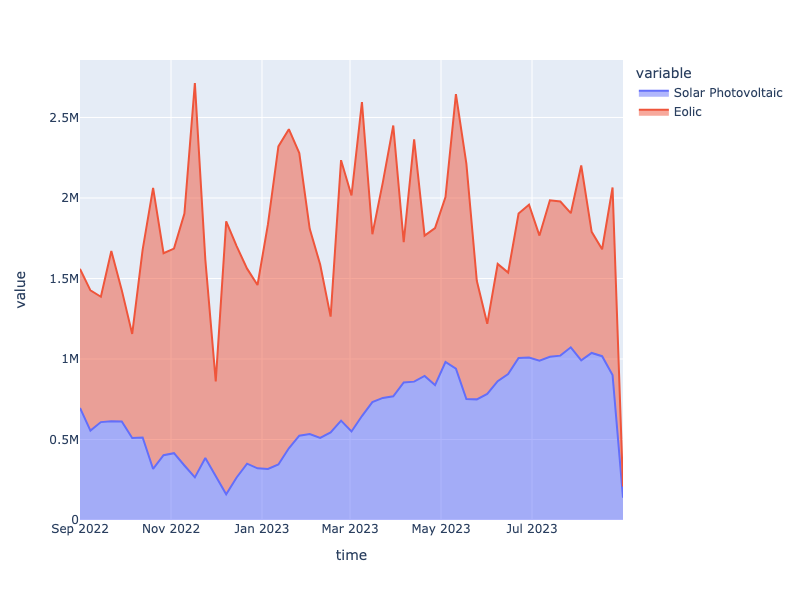 variable
Solar Photovoltaic
Eolic
2.5M
2M
1.5M
1M
0.5M
0
value
Sep 2022
Nov 2022
Jan 2023
Mar 2023
May 2023
Jul 2023
time